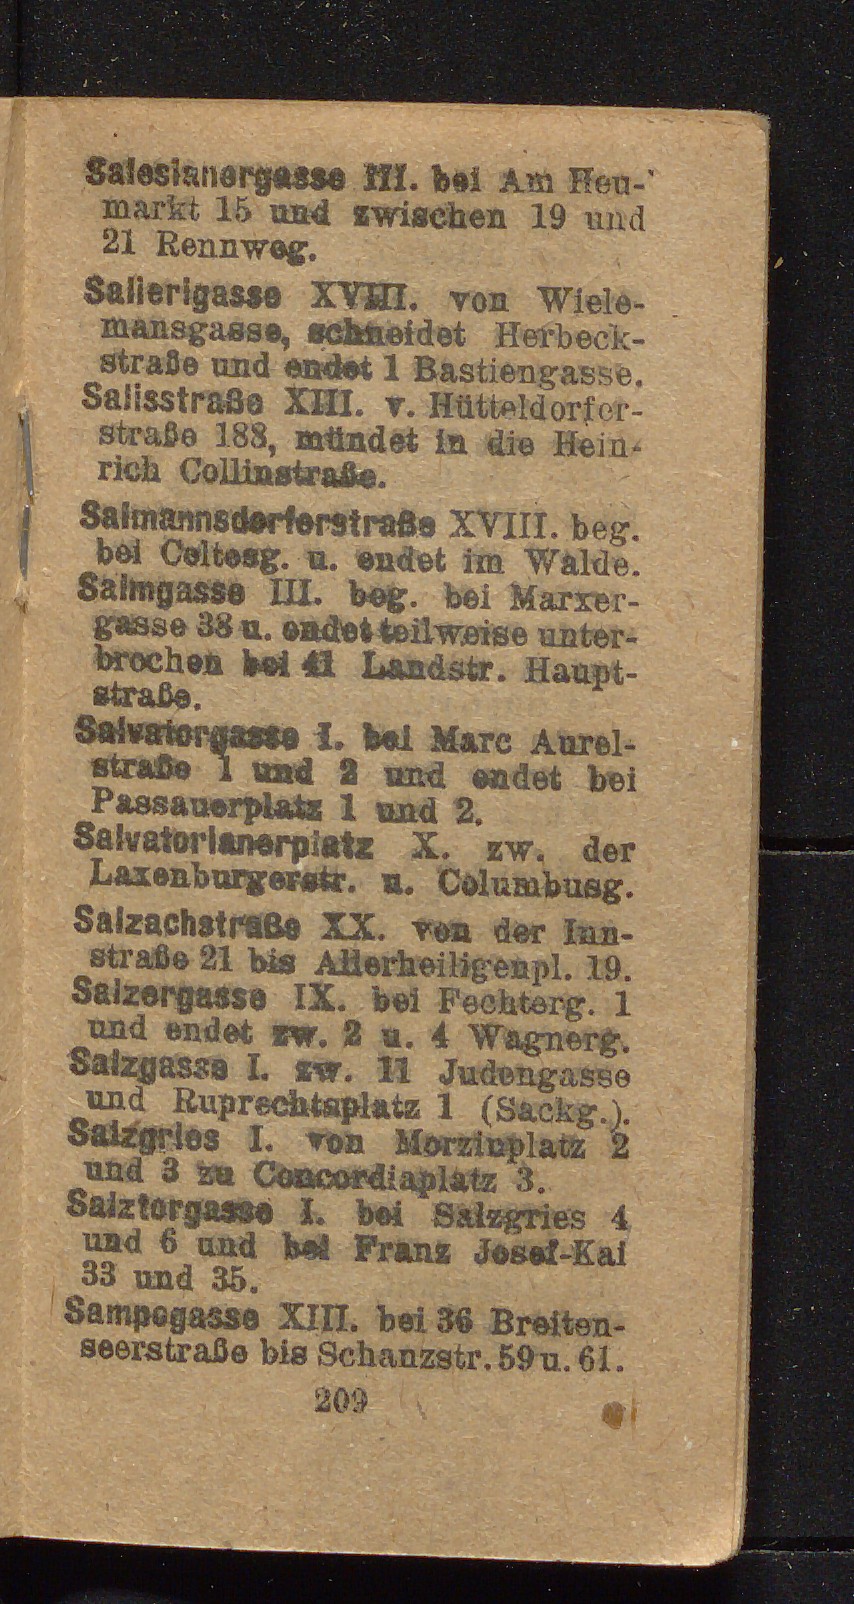 Salesianergasse III. bei Am Heu-
markt 15 und zwischen 19 und
21 Rennweg.
Salierigasse XVIII. von Wiele-
mansgasse, schneidet Herbeck-
straße und endet 1 Bastiengasse.
Salisstraße XIII. v. Hütteldorfer-
straße 188, mündet in die Hein-
rich Collinstraße.
Salmannsdorferstraße XVIII. beg.
bei Celtesg. u. endet im Walde.
Salmgasse III. beg. bei Marxer-
gasse 38 u. endet teilweise unter-
brochen bei 41 Landstr. Haupt-
straße.
Salvatorgasse I. bei Marc Aurel-
straße 1 und 2 und endet bei
Passauerplatz 1 und 2.
Salvatorianerplatz X. zw. der
Laxenburgerstr. u. Columbusg.
Salzachstraße XX. von der Inn-
straße 21 bis Allerheiligenpl. 19.
Salzergasse IX. bei Fechterg. 1
und endet zw. 2 u. 4 Wagnerg.
Salzgasse I. zw. 11 Judengasse
und Ruprechtsplatz 1 (Sackg.).
Salzgries I. von Morzinplatz 2
und 3 zu Concordiaplatz 3.
Salztorgasse I. bei Salzgries 4
und 6 und bei Franz Josef-Kai
33 und 35.
Sampogasse XIII. bei 36 Breiten-
seerstraße bis Schanzstr. 59 u. 61.
209